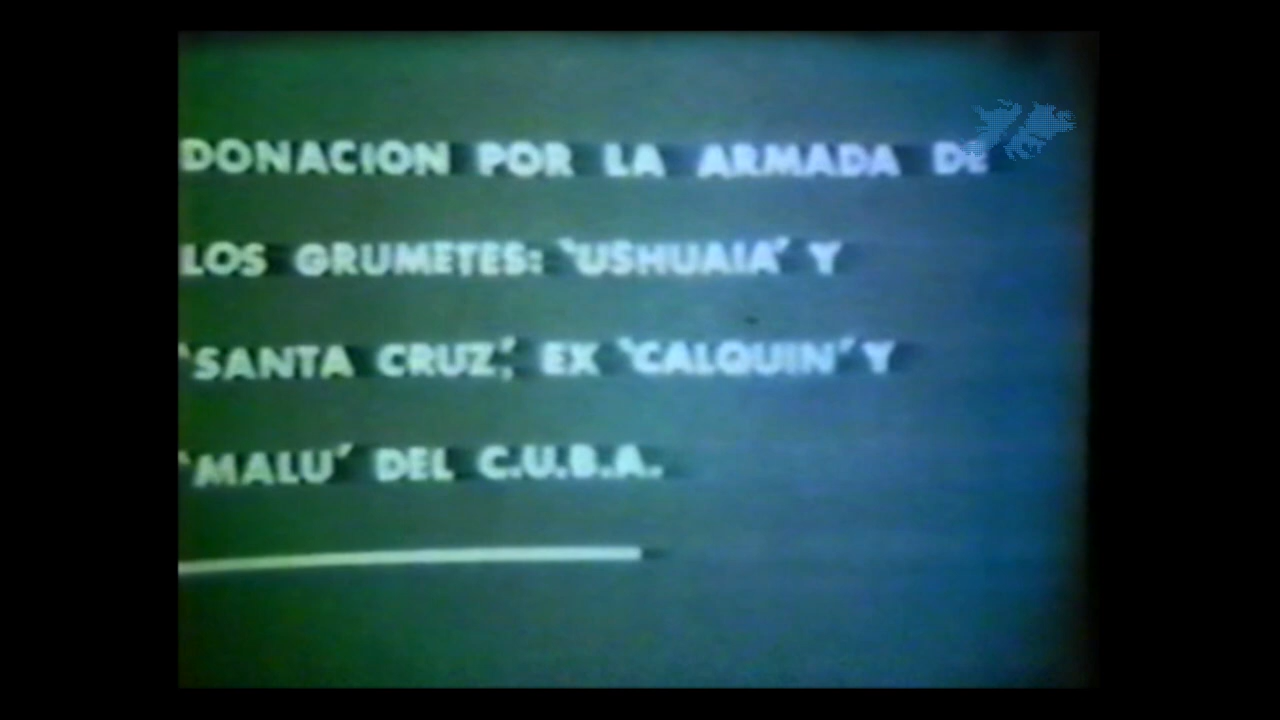 DONACION POR LA ARMADA DE
LOS GRUMETES: "USHUAIA" Y
"SANTA CRUZ", EX "CALQUIN" Y
"MALU" DEL C.U.B.A.